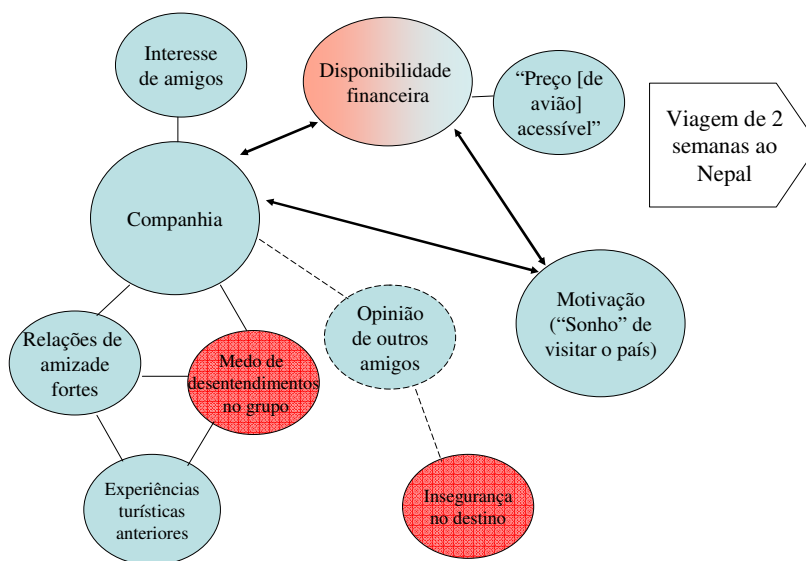 Interesse
de amigos
Disponibilidade
financeira
“Preço [de
avião]
acessível”
Viagem de 2
semanas ao
Nepal
Companhia
Motivação
(“Sonho” de
visitar o país)
Opinião
de outros
amigos
Relações de
amizade
fortes
Medo de
desentendimentos
no grupo
Experiências
turísticas
anteriores
Insegurança
no destino